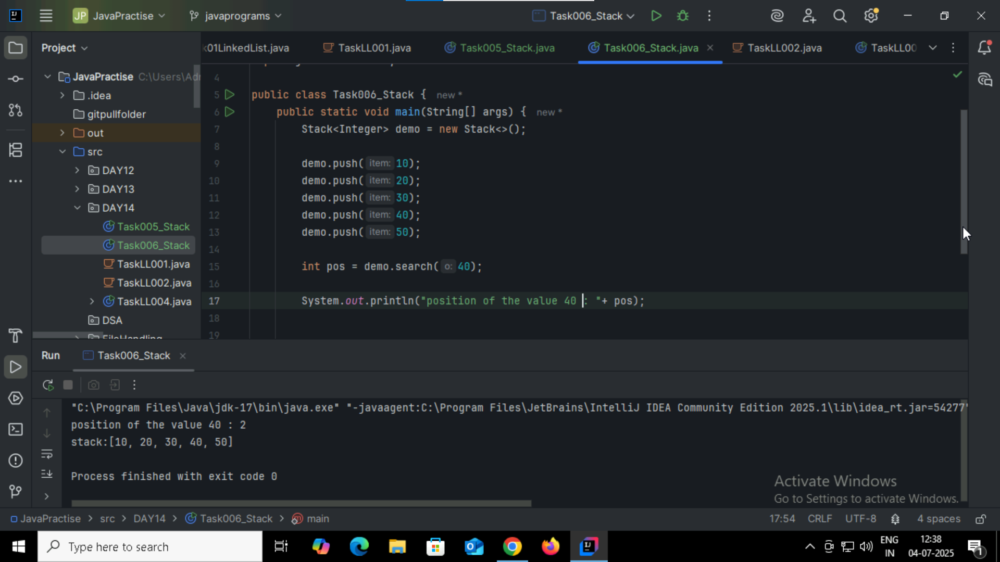 JP JavaPractise
javaprograms
Task006_Stack
Project
k01LinkedList.java
TaskLL001.java
Task005_Stack.java
Task006_Stack.java
TaskLL002.java
TaskLL00
JavaPractise C:\Users\Adr
.idea
gitpullfolder
out
src
DAY12
DAY13
DAY14
Task005_Stack
Task006_Stack
TaskLL001.java
TaskLL002.java
TaskLL004.java
DSA
FileHandling
4
5 public class Task006_Stack { new *
6 public static void main(String[] args) { new *
7 Stack<Integer> demo = new Stack<>();
8
9 demo.push( item: 10);
10 demo.push( item: 20);
11 demo.push( item: 30);
12 demo.push( item: 40);
13 demo.push( item: 50);
14
15 int pos = demo.search( o: 40);
16
17 System.out.println("position of the value 40 : "+ pos);
18
19
Run Task006_Stack
"C:\Program Files\Java\jdk-17\bin\java.exe" "-javaagent:C:\Program Files\JetBrains\IntelliJ IDEA Community Edition 2025.1\lib\idea_rt.jar=54277"
position of the value 40 : 2
stack:[10, 20, 30, 40, 50]
Process finished with exit code 0
Activate Windows
Go to Settings to activate Windows.
JavaPractise > src > DAY14 > Task006_Stack > main
17:54 CRLF UTF-8 4 spaces
Type here to search
ENG
IN
12:38
04-07-2025
1